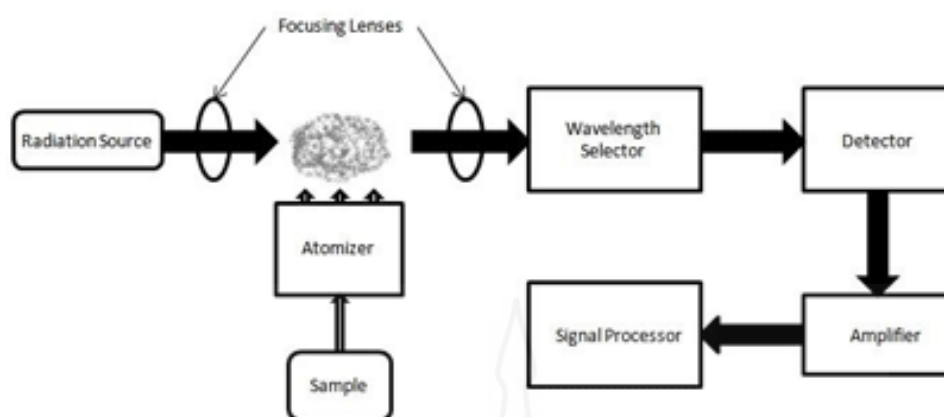 Focusing Lenses
Radiation Source
Wavelength
Selector
Detector
Atomizer
Signal Processor
Amplifier
Sample